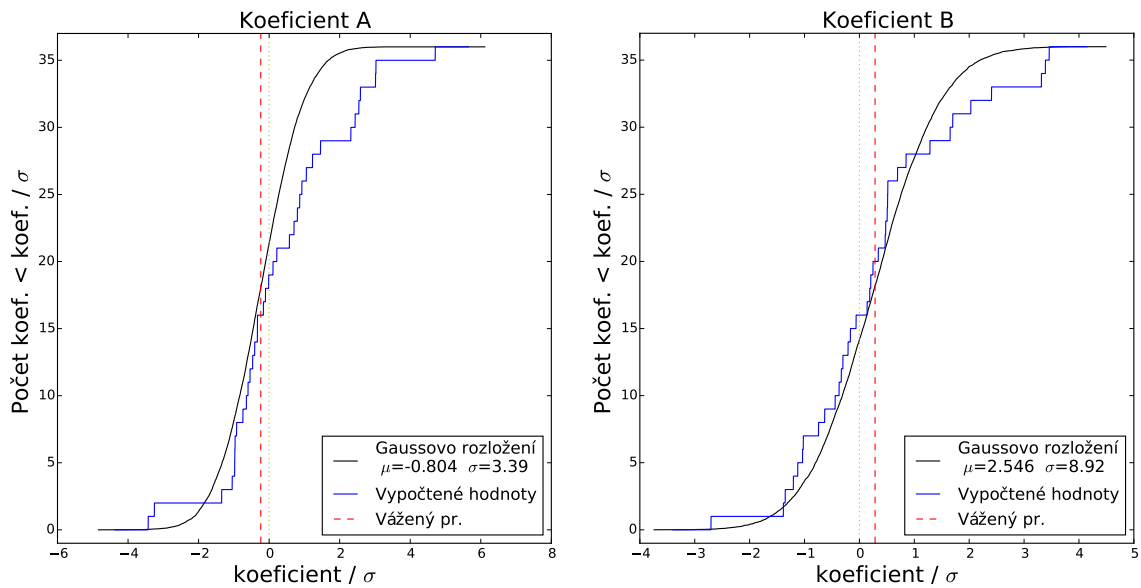 Koeficient A
Počet koef. < koef. / σ
35
30
25
20
15
10
5
0
−6
−4
−2
0
2
4
6
8
koeficient / σ
Gaussovo rozložení
μ=-0.804 σ=3.39
Vypočtené hodnoty
Vážený pr.
Koeficient B
Počet koef. < koef. / σ
35
30
25
20
15
10
5
0
−4
−3
−2
−1
0
1
2
3
4
5
koeficient / σ
Gaussovo rozložení
μ=2.546 σ=8.92
Vypočtené hodnoty
Vážený pr.